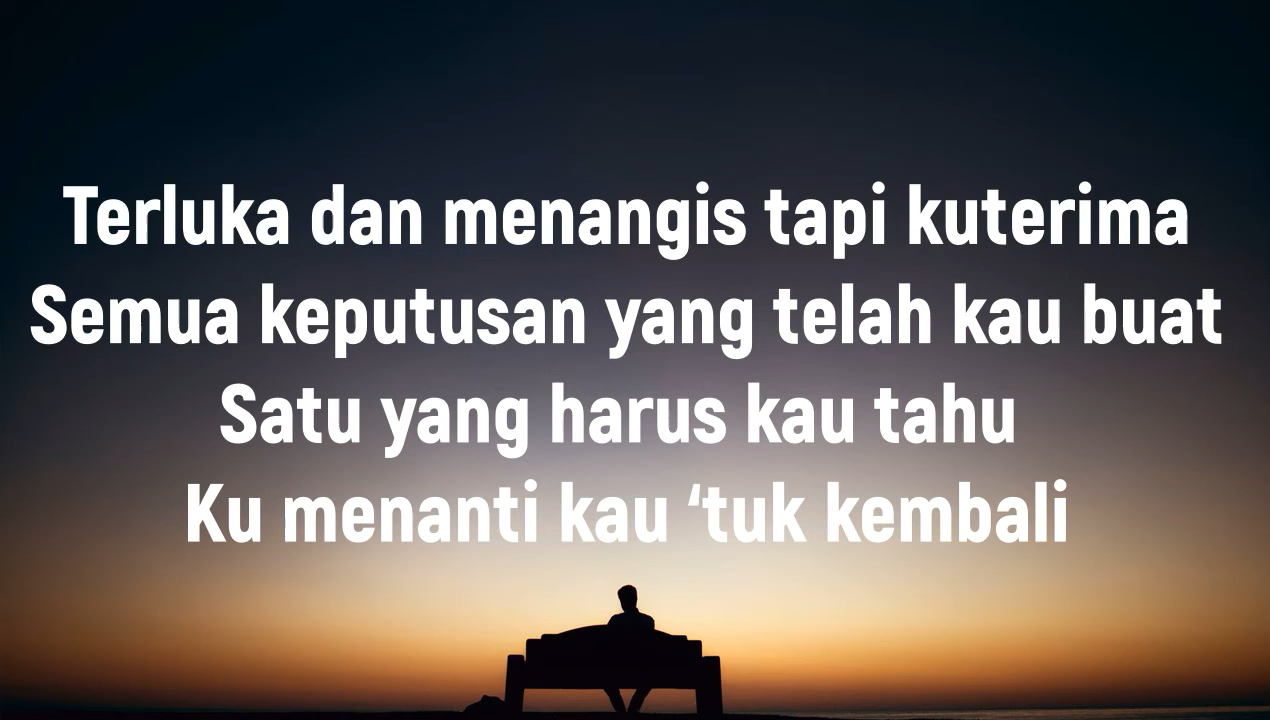 Terluka dan menangis tapi kuterima
Semua keputusan yang telah kau buat
Satu yang harus kau tahu
Ku menanti kau ‘tuk kembali